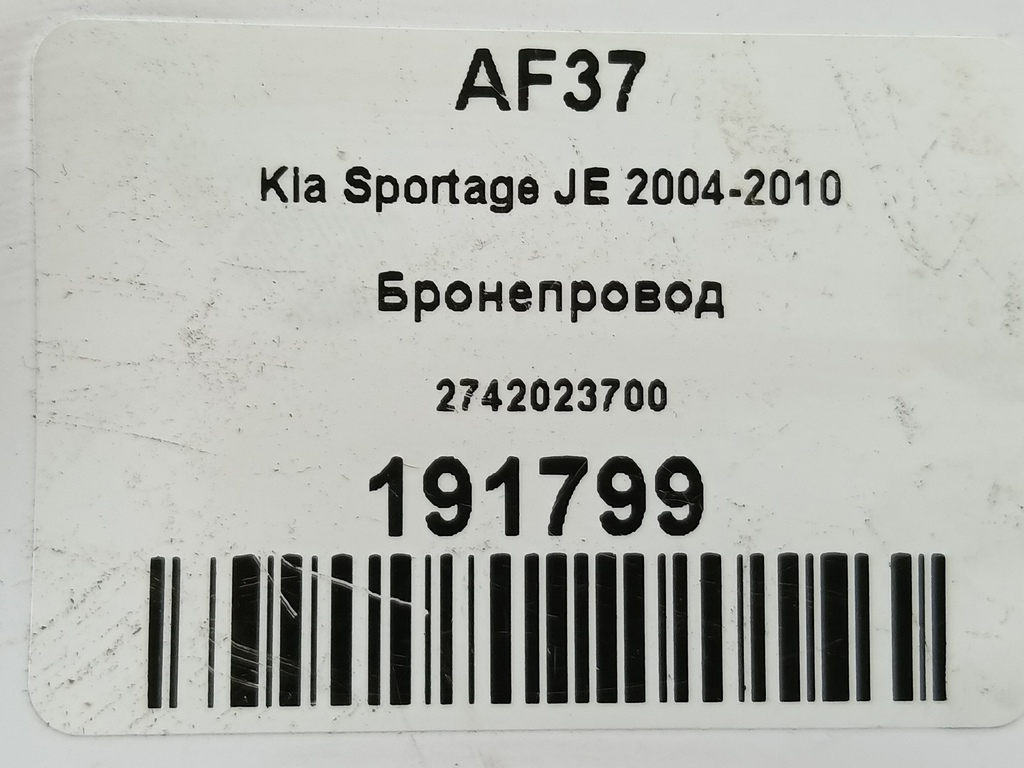 AF37
Kia Sportage JE 2004-2010
Бронепровод
2742023700
191799